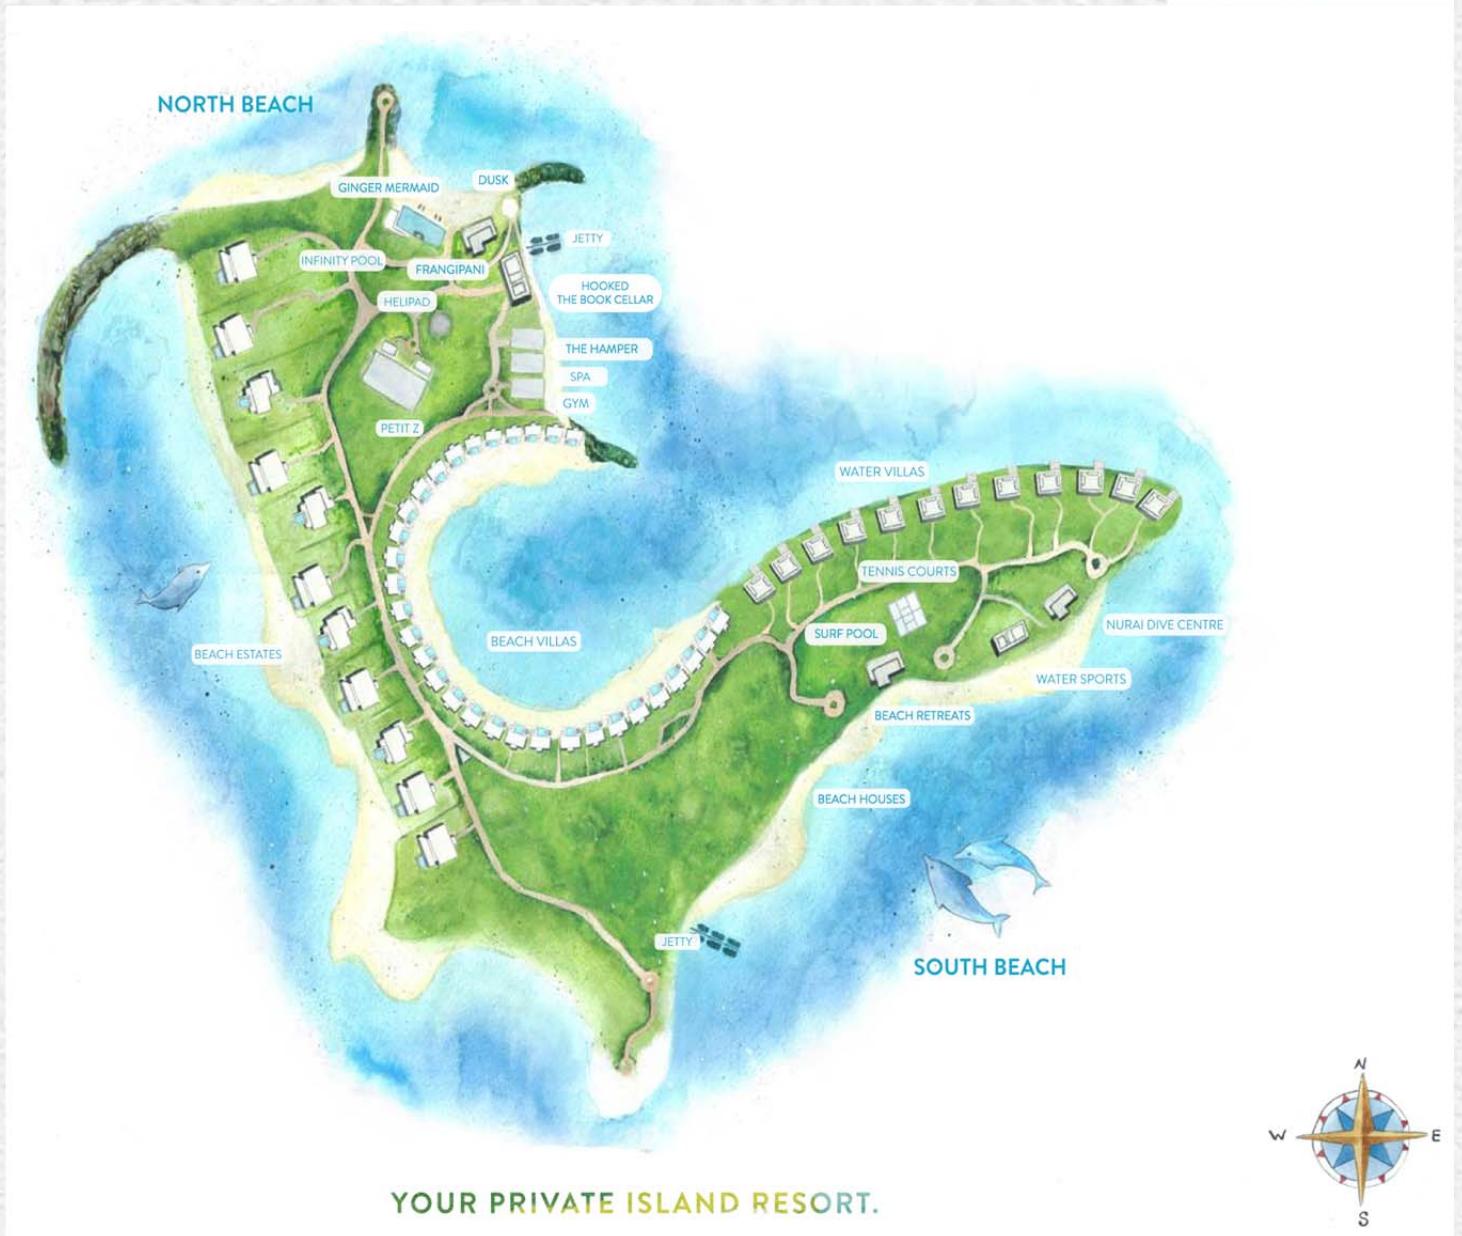 NORTH BEACH
DUSK
GINGER MERMAID
JETTY
INFINITY POOL
FRANGIPANI
HOOKED
THE BOOK CELLAR
HELIPAD
THE HAMPER
SPA
GYM
PETIT Z
WATER VILLAS
TENNIS COURTS
NURAI DIVE CENTRE
SURF POOL
BEACH VILLAS
BEACH ESTATES
WATER SPORTS
BEACH RETREATS
BEACH HOUSES
JETTY
SOUTH BEACH
N
W
E
S
YOUR PRIVATE ISLAND RESORT.